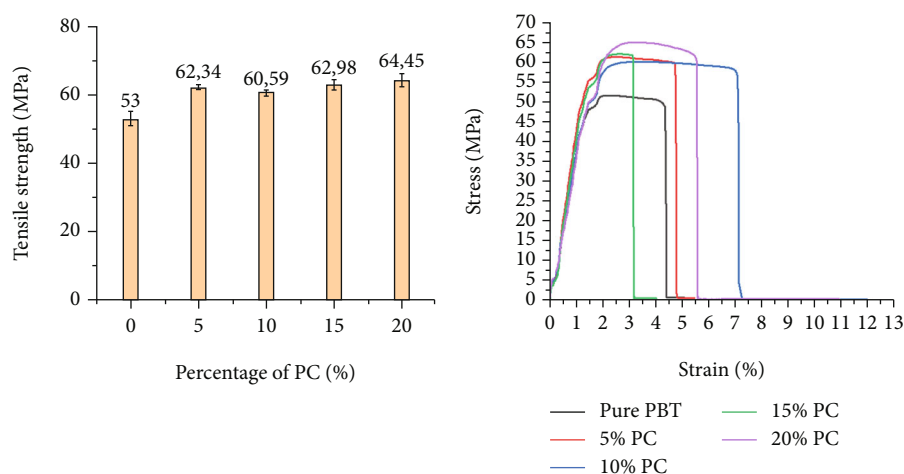 Tensile strength (MPa)
80
60
40
20
0
53
62,34
60,59
62,98
64,45
0 5 10 15 20
Percentage of PC (%)
Stress (MPa)
70
65
60
55
50
45
40
35
30
25
20
15
10
5
0
0 1 2 3 4 5 6 7 8 9 10 11 12 13
Strain (%)
Pure PBT
5% PC
10% PC
15% PC
20% PC